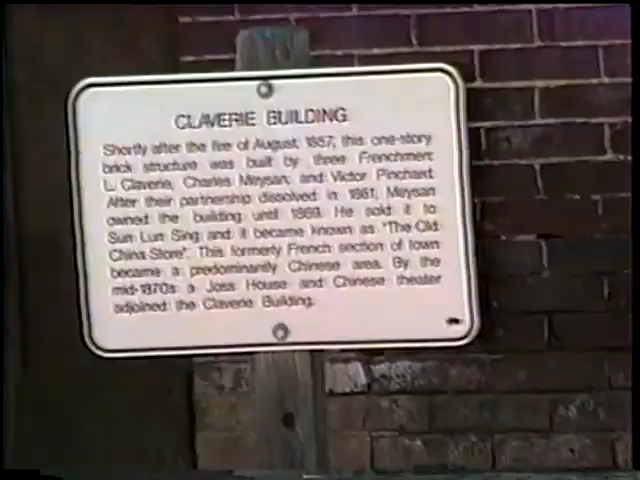 CLAVERIE BUILDING
Shortly after the fire of August, 1857, this one-story
brick structure was built by three Frenchmen:
L. Claverie, Charles Meysan, and Victor Pinchard.
After their partnership dissolved in 1861, Meysan
owned the building until 1869. He sold it to
Sun Lun Sing and it became known as "The Old
China Store". This formerly French section of town
became a predominantly Chinese area. By the
mid-1870s a Joss House and Chinese theater
adjoined the Claverie Building.